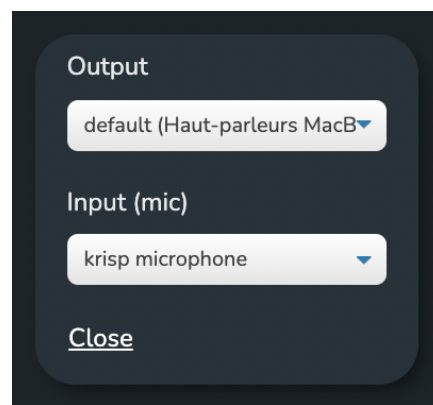 Output
default (Haut-parleurs MacB
Input (mic)
krisp microphone
Close